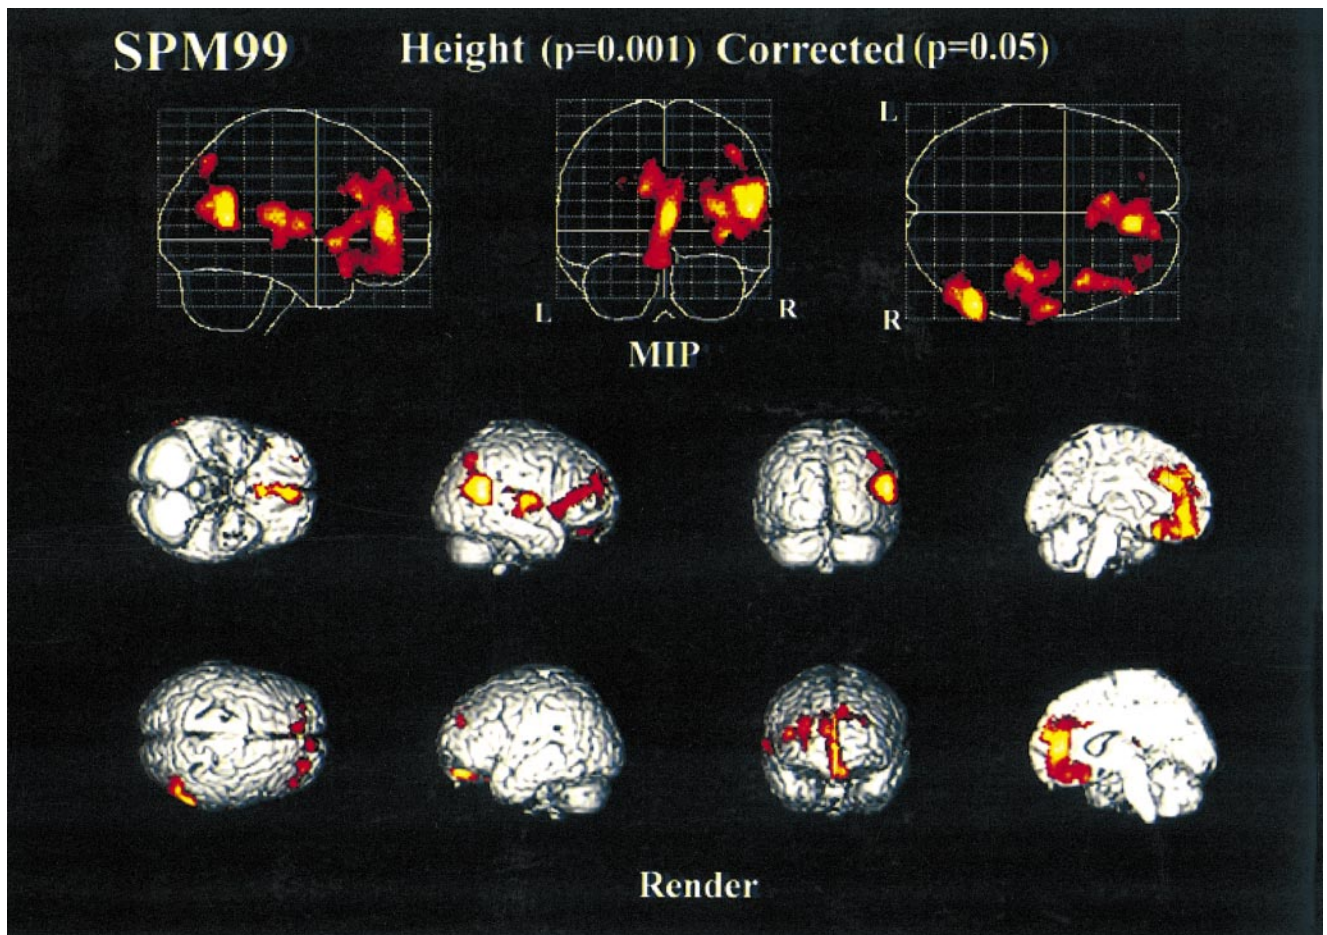 SPM99 Height (p=0.001) Corrected (p=0.05)
L
L R
R
MIP
Render